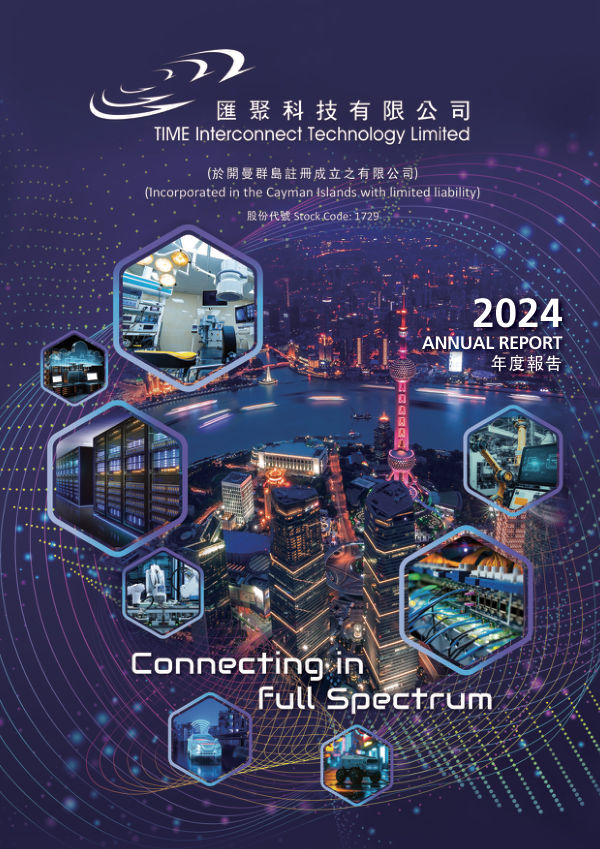 匯聚科技有限公司
TIME Interconnect Technology Limited
(於開曼群島註冊成立之有限公司)
(Incorporated in the Cayman Islands with limited liability)
股份代號 Stock Code: 1729
2024
ANNUAL REPORT
年度報告
Connecting in
Full Spectrum